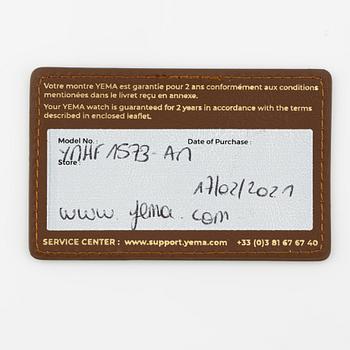 Votre montre YEMA est garantie pour 2 ans conformément aux conditions
mentionées dans le livret reçu en annexe.
Your YEMA watch is guaranteed for 2 years in accordance with the terms
described in enclosed leaflet.
Model No.: Date of Purchase :
YMHF1573-AM
Store :
17/02/2021
www.yema.com
SERVICE CENTER : www.support.yema.com +33 (0)3 81 67 67 40